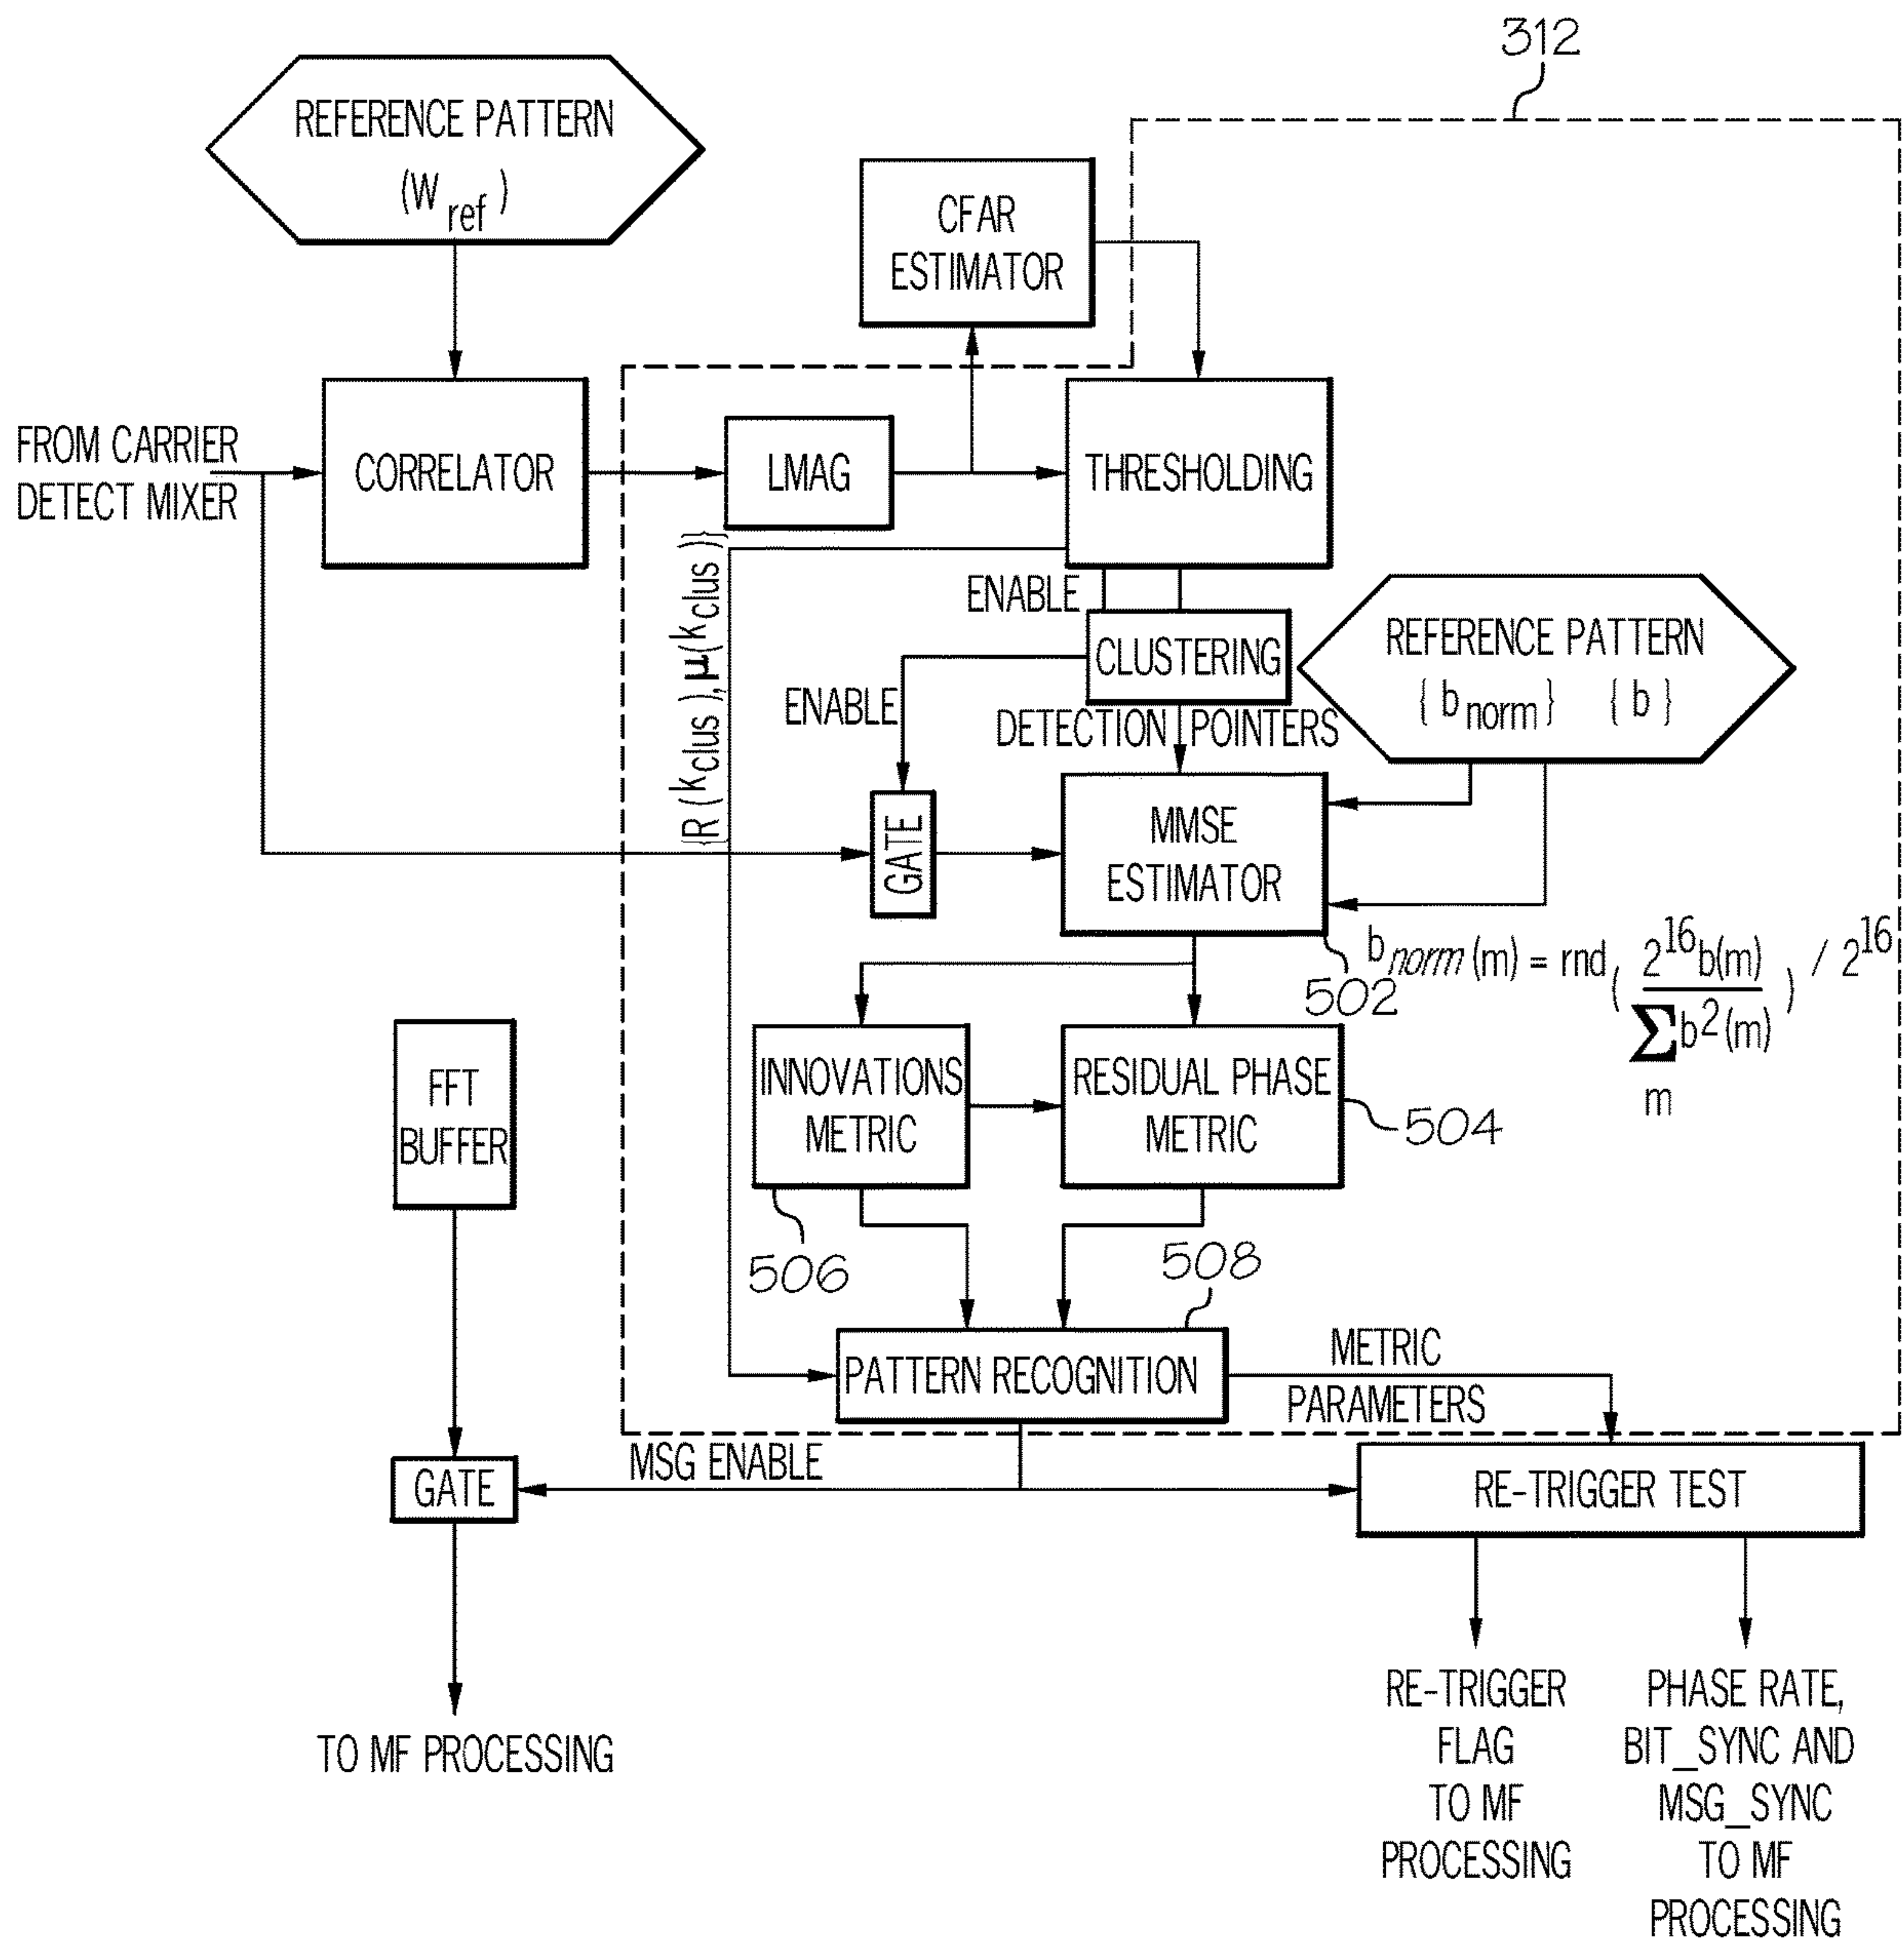 312
REFERENCE PATTERN
(W ref )
CFAR
ESTIMATOR
FROM CARRIER
DETECT MIXER
CORRELATOR
LMAG
THRESHOLDING
{R (kclus ), μ(kclus )}
ENABLE
CLUSTERING
REFERENCE PATTERN
{ b norm } { b }
ENABLE
DETECTION POINTERS
GATE
MMSE
ESTIMATOR
502
b norm (m) = rnd ( 2^16 b(m) / Σ m b^2 (m) ) / 2^16
FFT
BUFFER
INNOVATIONS
METRIC
RESIDUAL PHASE
METRIC
504
506
508
PATTERN RECOGNITION
METRIC
PARAMETERS
MSG ENABLE
GATE
RE-TRIGGER TEST
TO MF PROCESSING
RE-TRIGGER
FLAG
TO MF
PROCESSING
PHASE RATE,
BIT_SYNC AND
MSG_SYNC
TO MF
PROCESSING